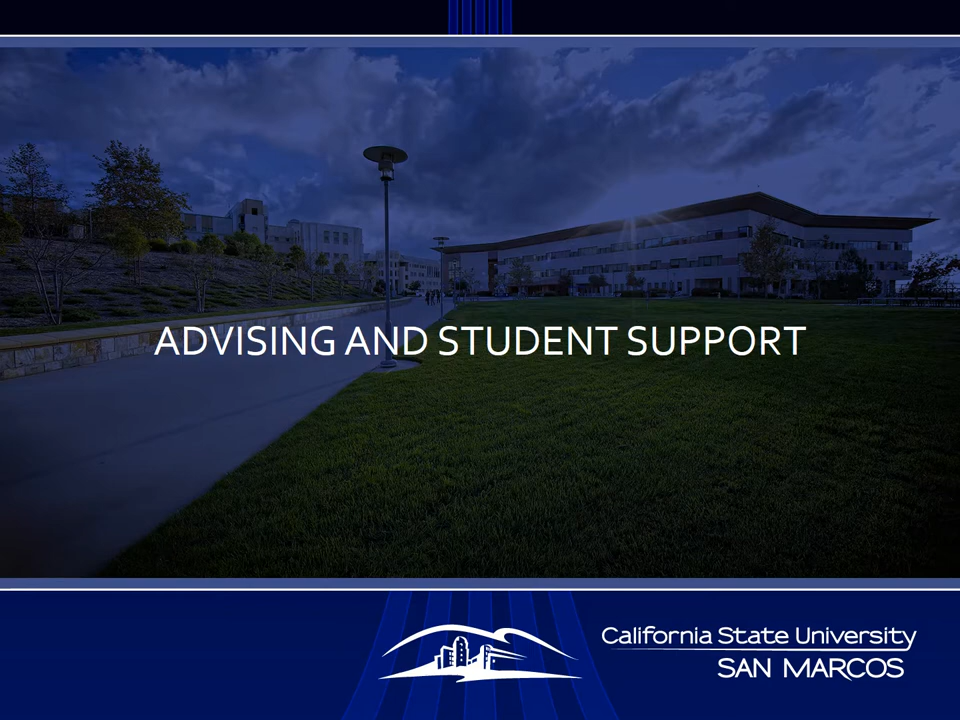 ADVISING AND STUDENT SUPPORT
California State University
SAN MARCOS